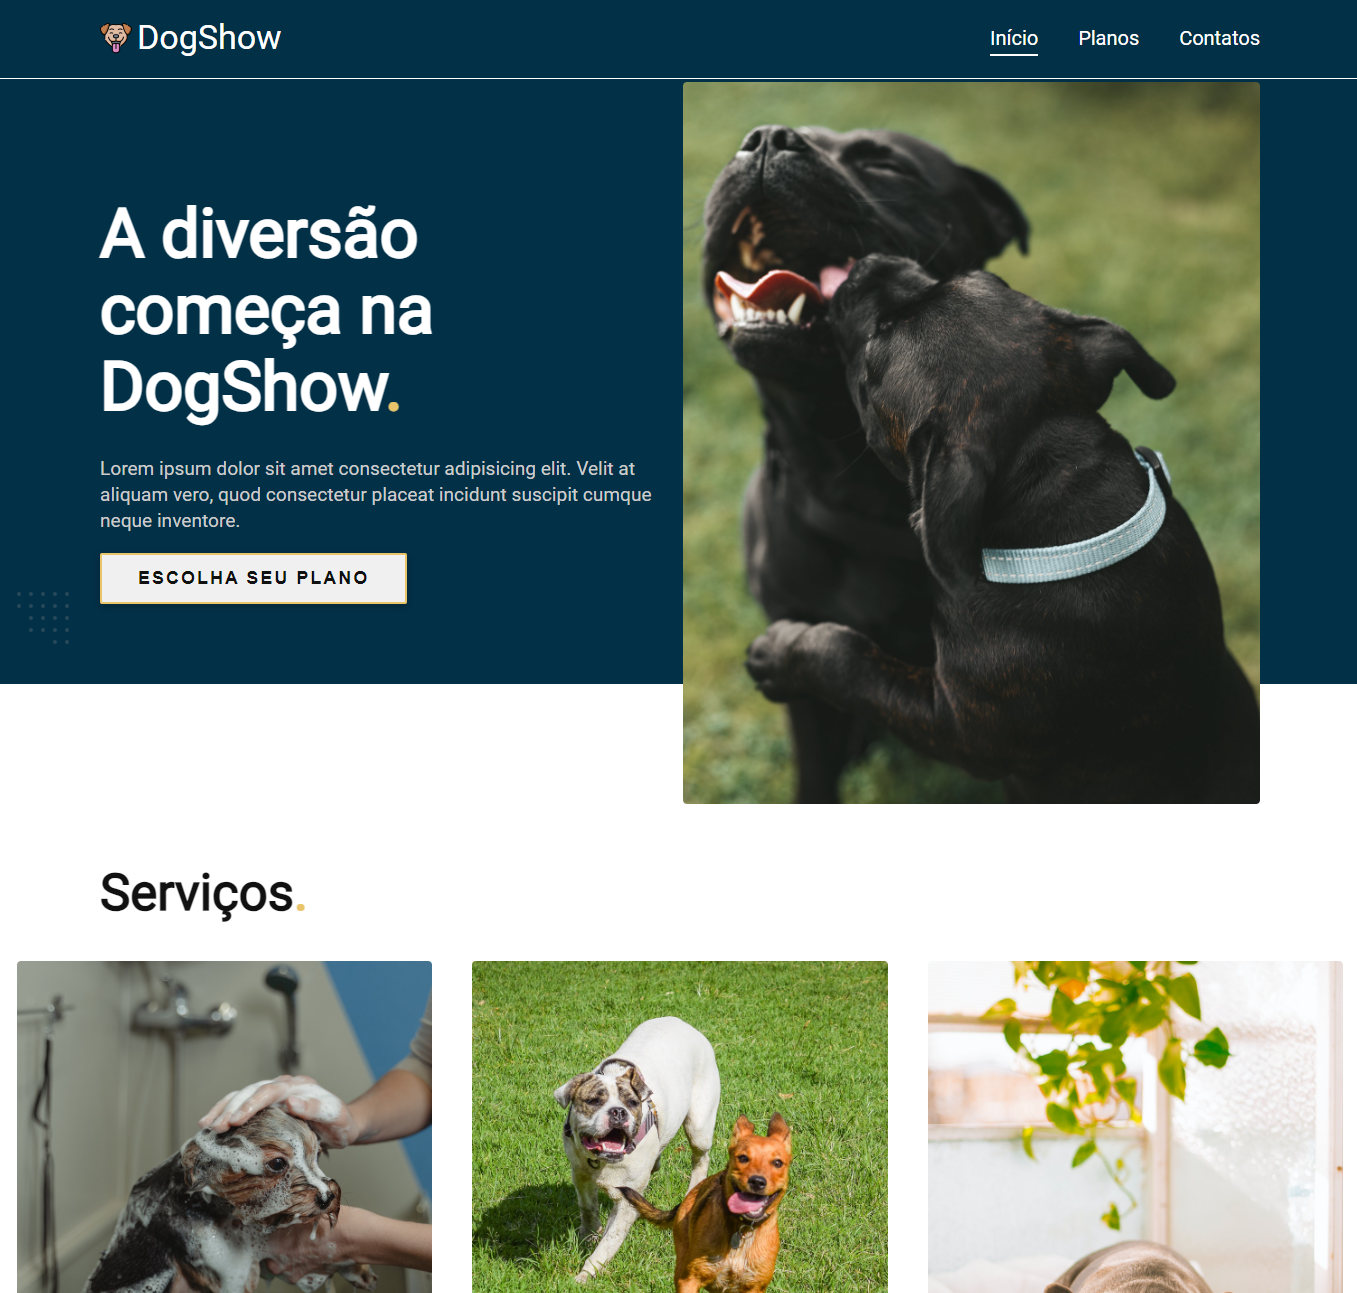 DogShow
Início Planos Contatos
A diversão
começa na
DogShow.
Lorem ipsum dolor sit amet consectetur adipisicing elit. Velit at
aliquam vero, quod consectetur placeat incidunt suscipit cumque
neque inventore.
ESCOLHA SEU PLANO
Serviços.